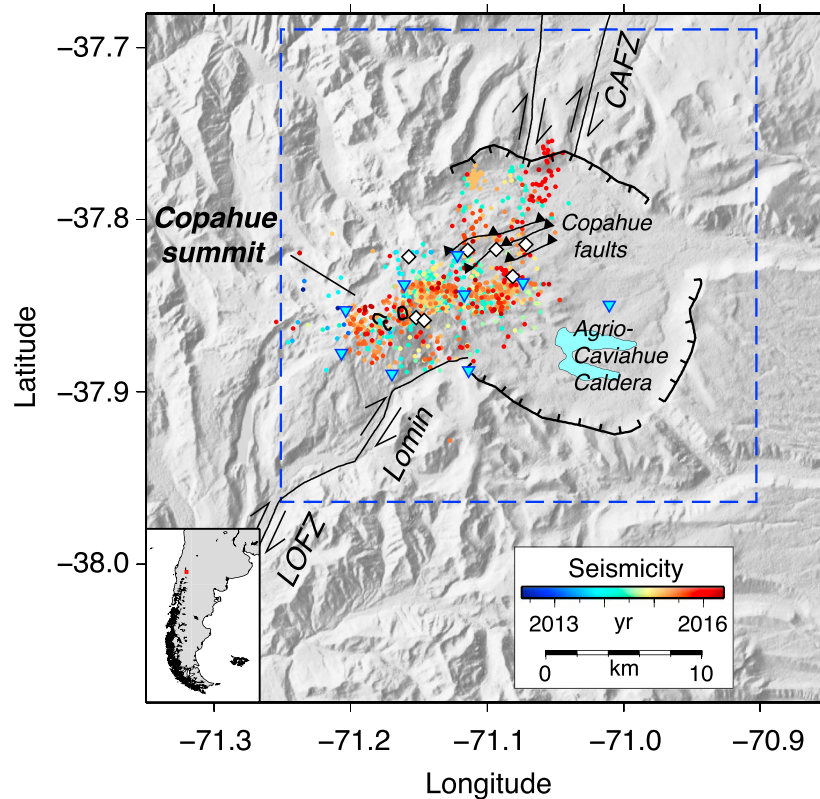 −37.7
−37.8
−37.9
−38.0
Latitude
CAFZ
Copahue
summit
Copahue
faults
Agrio-
Caviahue
Caldera
Lomin
LOFZ
Seismicity
2013 yr 2016
0 km 10
−71.3 −71.2 −71.1 −71.0 −70.9
Longitude